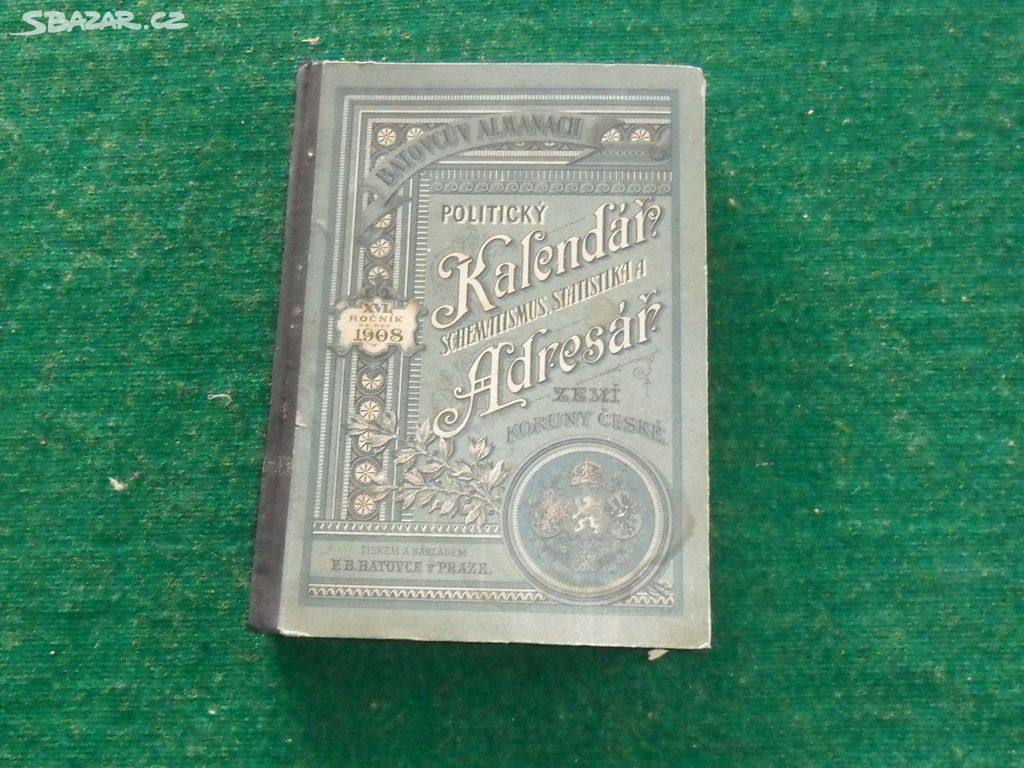 SBAZAR.CZ
BATOVCŮV ALMANACH
POLITICKÝ
Kalendář,
SCHEMATISMUS, STATISTIKA A
Adresář
ZEMÍ
KORUNY ČESKÉ.
XVI.
ROČNÍK
NA ROK
1908
TISKEM A NÁKLADEM
F. B. BATOVCE V PRAZE.